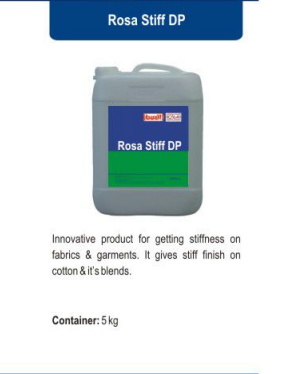 Rosa Stiff DP
buzil
Rosa Stiff DP
Innovative product for getting stiffness on
fabrics & garments. It gives stiff finish on
cotton & it's blends.
Container: 5 kg